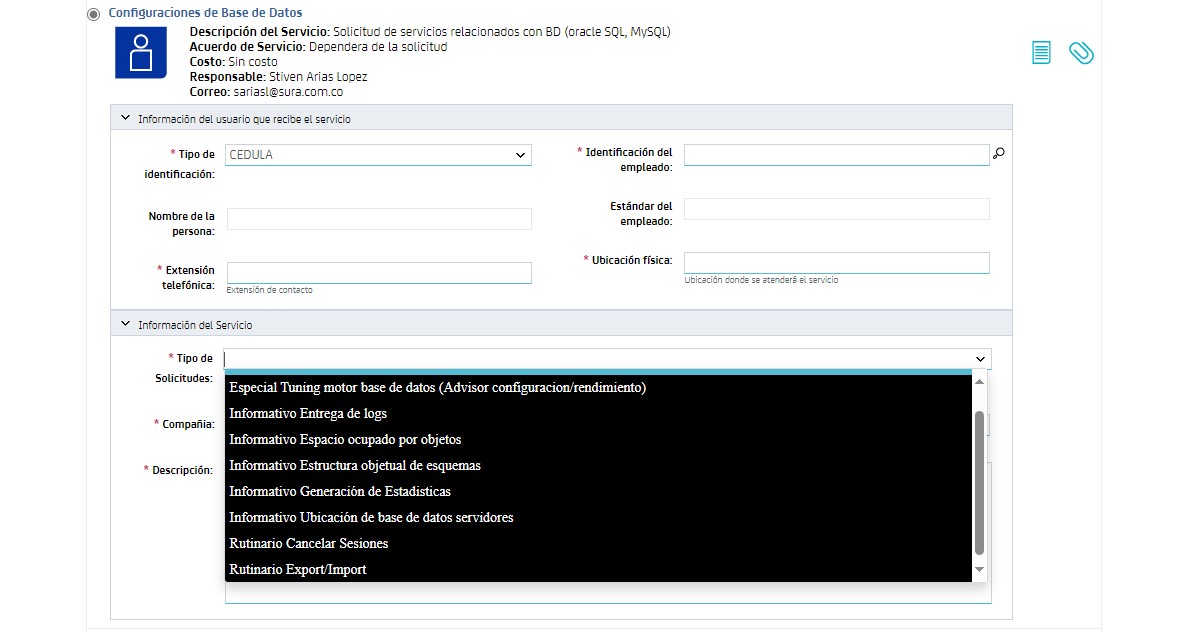 Configuraciones de Base de Datos
Descripción del Servicio: Solicitud de servicios relacionados con BD (oracle SQL, MySQL)
Acuerdo de Servicio: Dependera de la solicitud
Costo: Sin costo
Responsable: Stiven Arias Lopez
Correo: sariasl@sura.com.co
Información del usuario que recibe el servicio
* Tipo de
identificación:
CEDULA
* Identificación del
empleado:
Nombre de la
persona:
Estándar del
empleado:
* Extensión
telefónica:
Extensión de contacto
* Ubicación física:
Ubicación donde se atenderá el servicio
Información del Servicio
* Tipo de
Solicitudes:
Especial Tuning motor base de datos (Advisor configuracion/rendimiento)
Informativo Entrega de logs
* Compañia:
Informativo Espacio ocupado por objetos
* Descripción:
Informativo Estructura objetual de esquemas
Informativo Generación de Estadisticas
Informativo Ubicación de base de datos servidores
Rutinario Cancelar Sesiones
Rutinario Export/Import